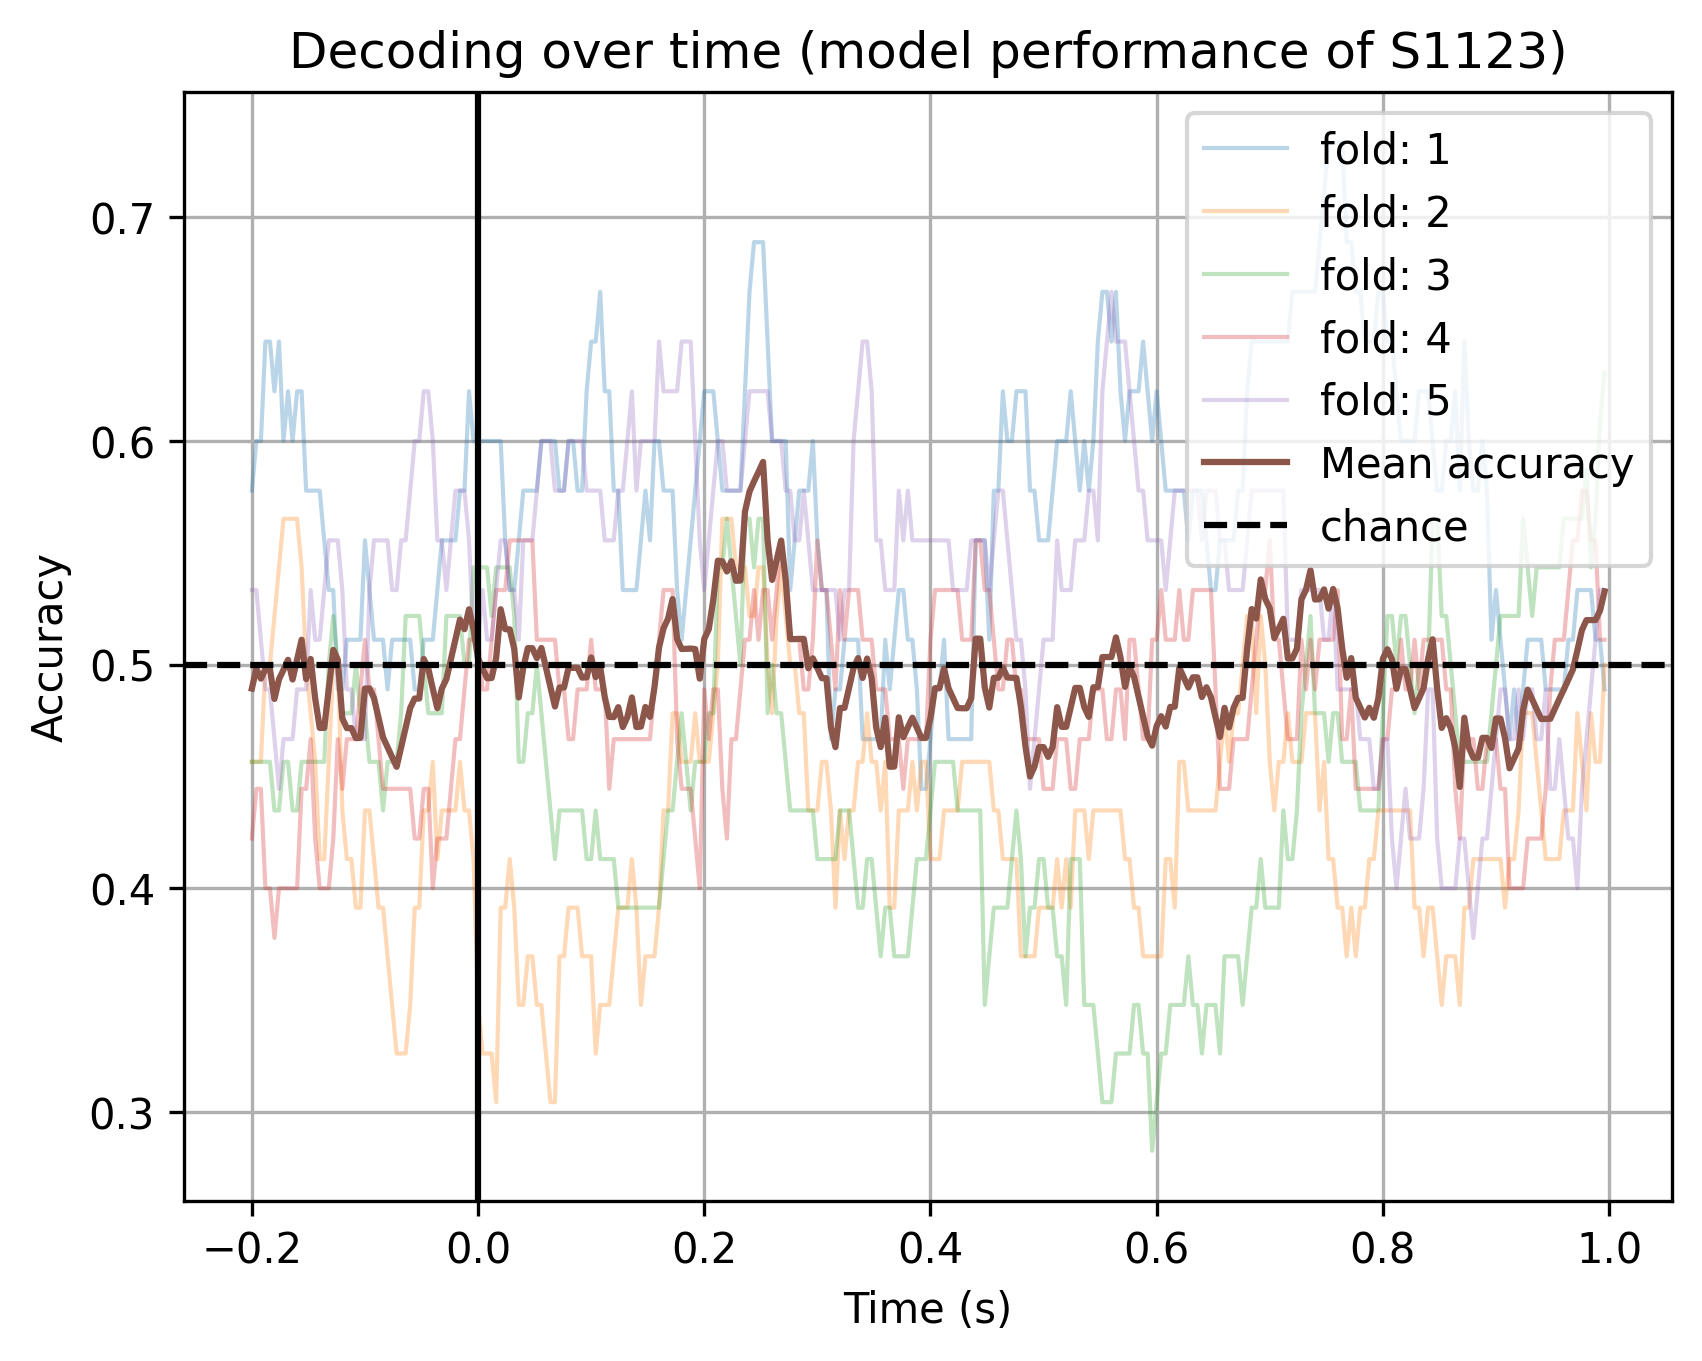 Decoding over time (model performance of S1123)
fold: 1
fold: 2
fold: 3
fold: 4
fold: 5
Mean accuracy
chance
Accuracy
0.7
0.6
0.5
0.4
0.3
−0.2 0.0 0.2 0.4 0.6 0.8 1.0
Time (s)